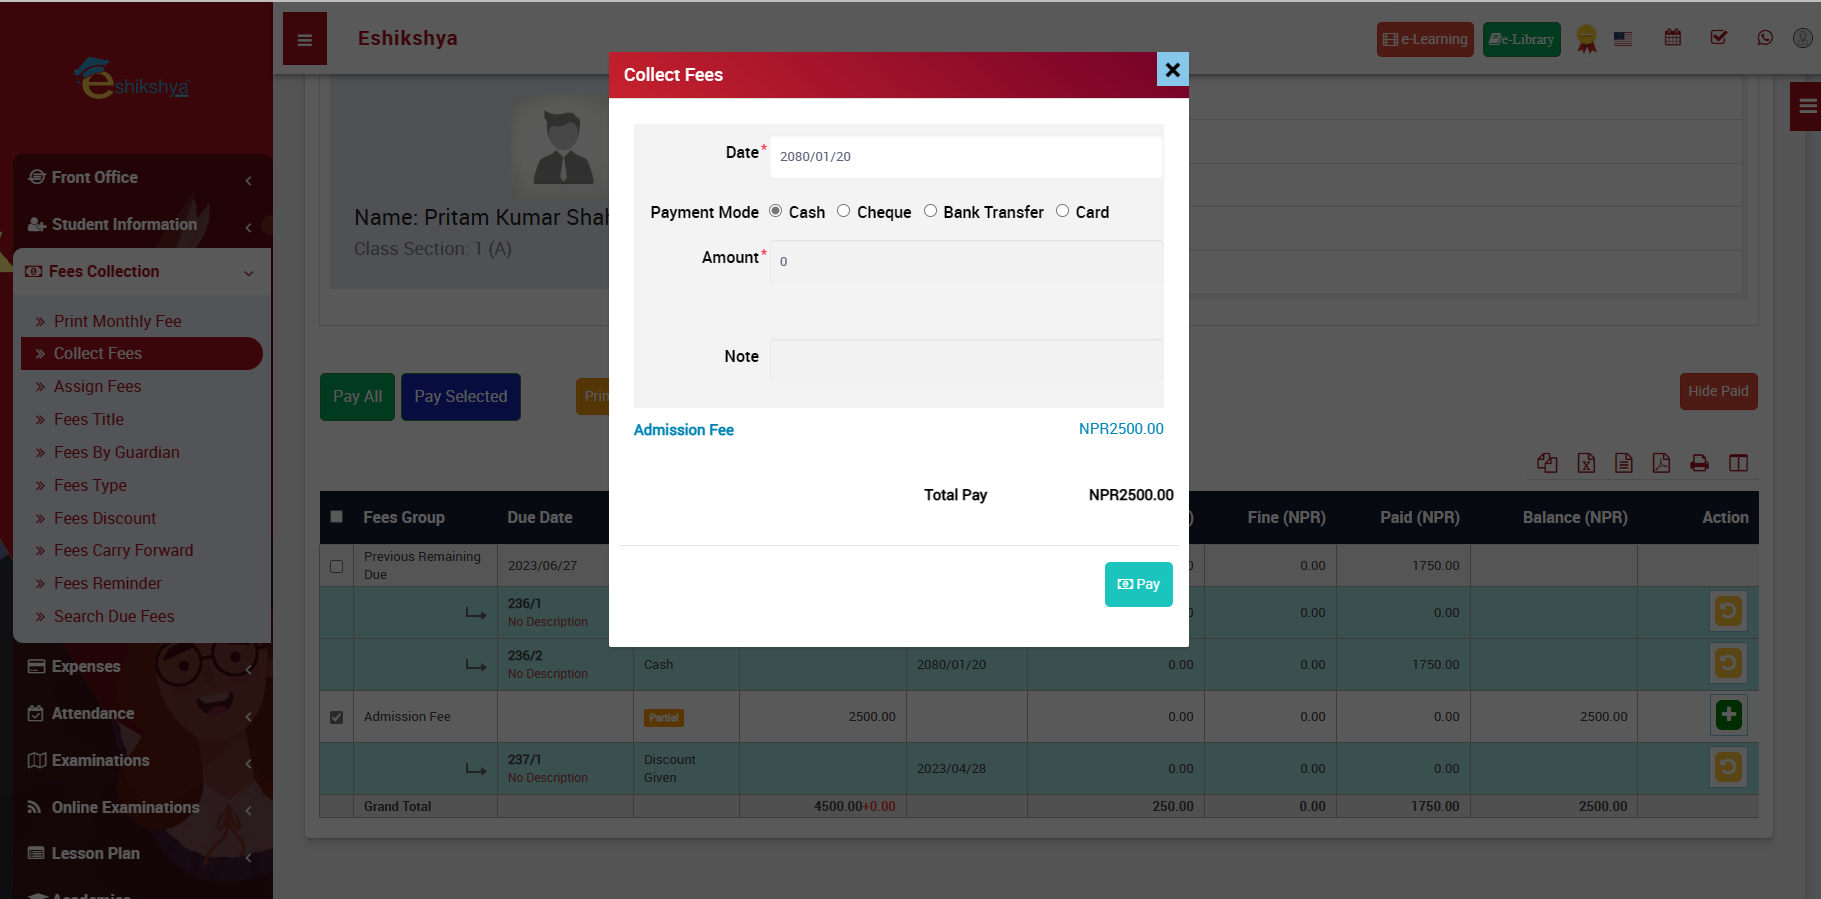 Eshikshya
e-Learning
e-Library
eshikshya
Front Office
Student Information
Fees Collection
Print Monthly Fee
Collect Fees
Assign Fees
Fees Title
Fees By Guardian
Fees Type
Fees Discount
Fees Carry Forward
Fees Reminder
Search Due Fees
Expenses
Attendance
Examinations
Online Examinations
Lesson Plan
Name: Pritam Kumar
Class Section: 1 (A)
Pay All
Pay Selected
Hide Paid
Collect Fees
Date*
2080/01/20
Payment Mode Cash Cheque Bank Transfer Card
Amount*
0
Note
Admission Fee NPR2500.00
Total Pay NPR2500.00
Pay
Fees Group Due Date Fine (NPR) Paid (NPR) Balance (NPR) Action
Previous Remaining
Due 2023/06/27 0.00 1750.00
236/1
No Description 0.00 0.00
236/2
No Description Cash 2080/01/20 0.00 0.00 1750.00
Admission Fee Partial 2500.00 0.00 0.00 0.00 2500.00
237/1
No Description
Discount
Given 2023/04/28 0.00 0.00 0.00
Grand Total 4500.00+0.00 250.00 0.00 1750.00 2500.00